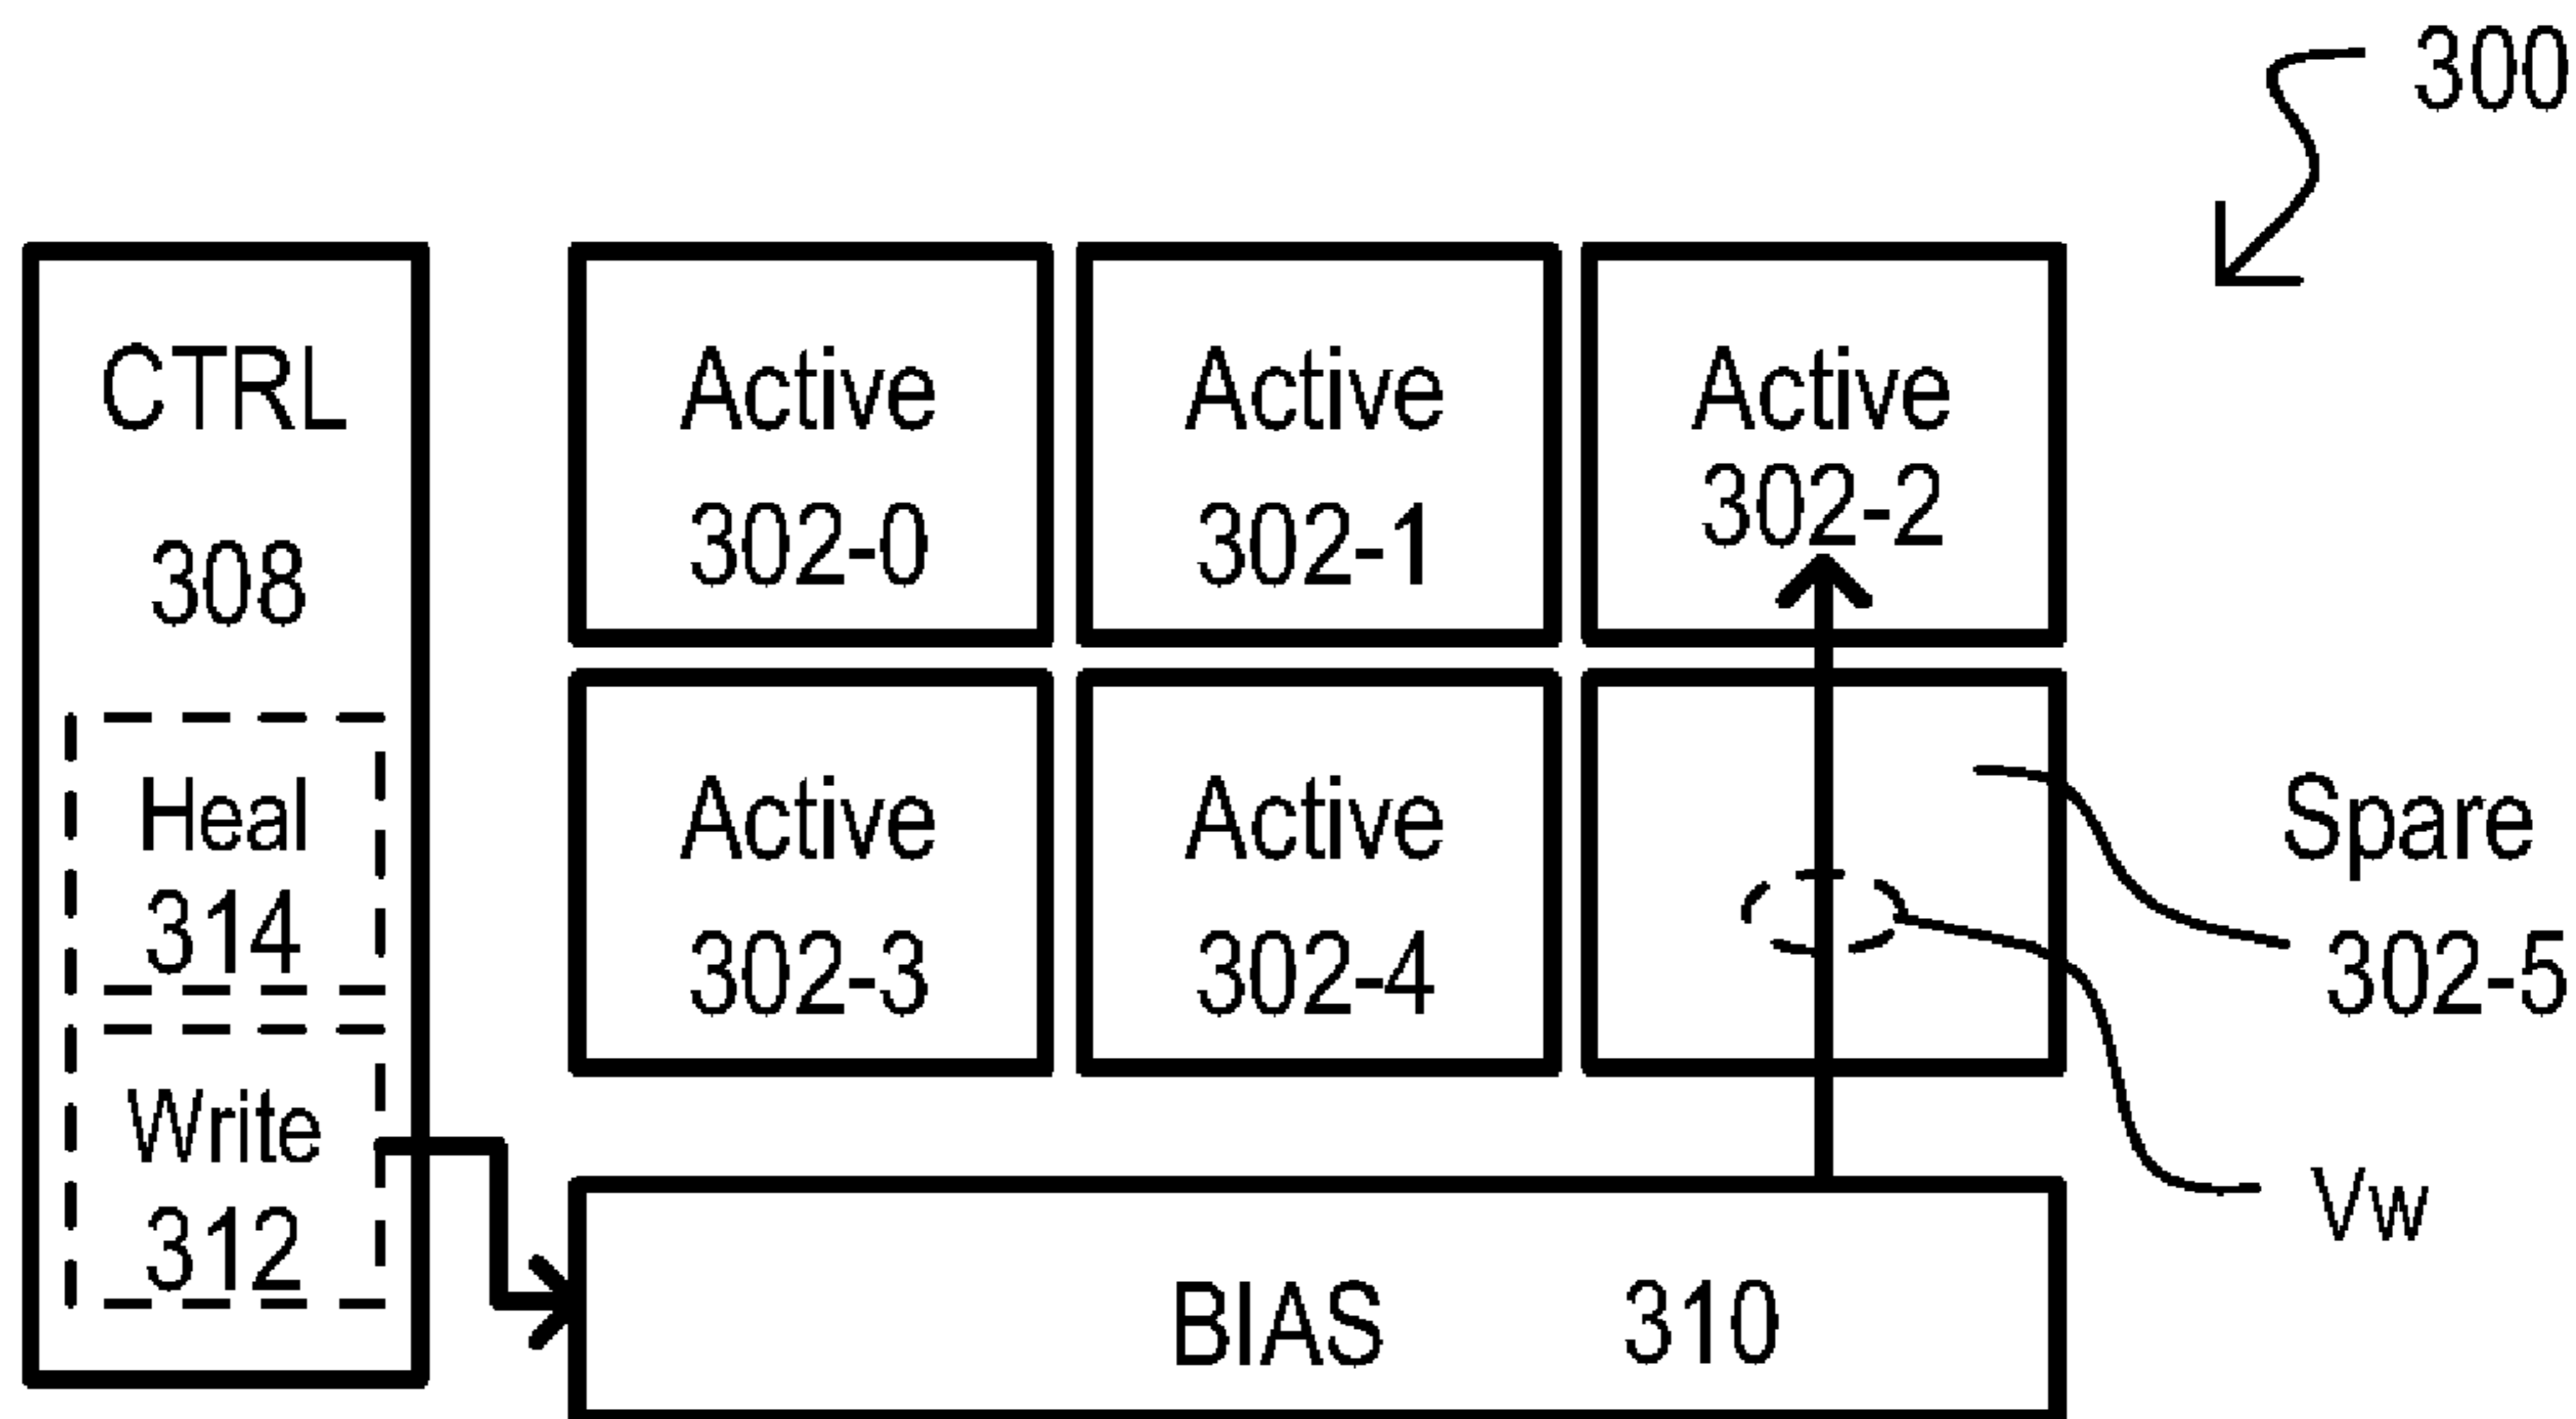 300
CTRL
308
Heal
314
Write
312
Active
302-0
Active
302-1
Active
302-2
Active
302-3
Active
302-4
Spare
302-5
Vw
BIAS 310